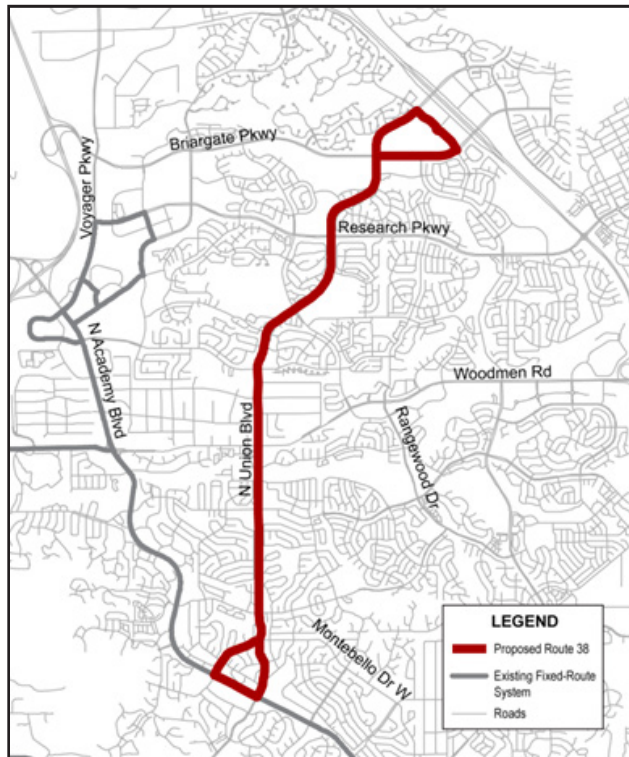 Briargate Pkwy
Voyager Pkwy
Research Pkwy
N Academy Blvd
Woodmen Rd
N Union Blvd
Rangewood Dr
Montebello Dr W
LEGEND
Proposed Route 38
Existing Fixed-Route
System
Roads